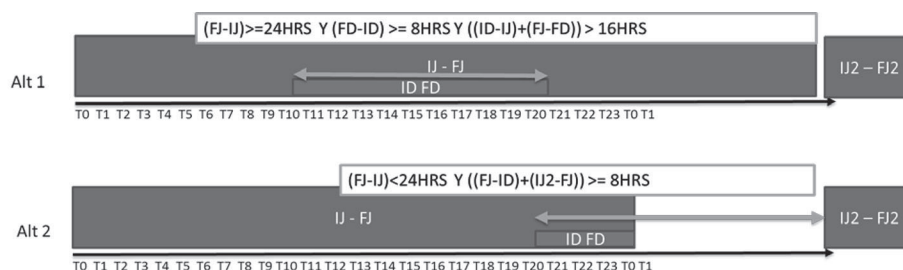 (FJ-IJ)>=24HRS Y (FD-ID) >= 8HRS Y ((ID-IJ)+(FJ-FD)) > 16HRS
Alt 1
IJ - FJ
IJ2 – FJ2
ID FD
T0 T1 T2 T3 T4 T5 T6 T7 T8 T9 T10 T11 T12 T13 T14 T15 T16 T17 T18 T19 T20 T21 T22 T23 T0 T1
(FJ-IJ)<24HRS Y ((FJ-ID)+(IJ2-FJ)) >= 8HRS
Alt 2
IJ - FJ
IJ2 – FJ2
ID FD
T0 T1 T2 T3 T4 T5 T6 T7 T8 T9 T10 T11 T12 T13 T14 T15 T16 T17 T18 T19 T20 T21 T22 T23 T0 T1